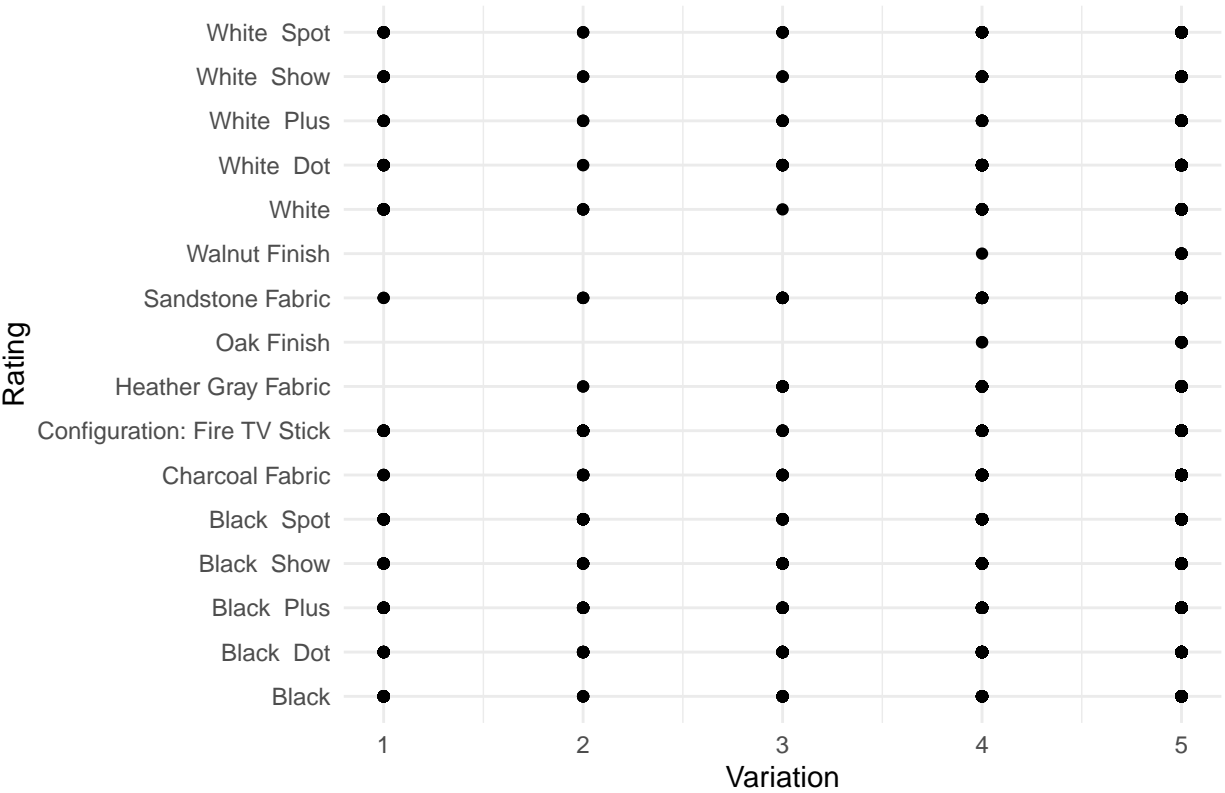 White  Spot
White  Show
White  Plus
White  Dot
White
Walnut Finish
Sandstone Fabric
Oak Finish
Heather Gray Fabric
Configuration: Fire TV Stick
Charcoal Fabric
Black  Spot
Black  Show
Black  Plus
Black  Dot
Black
Rating
1 2 3 4 5
Variation